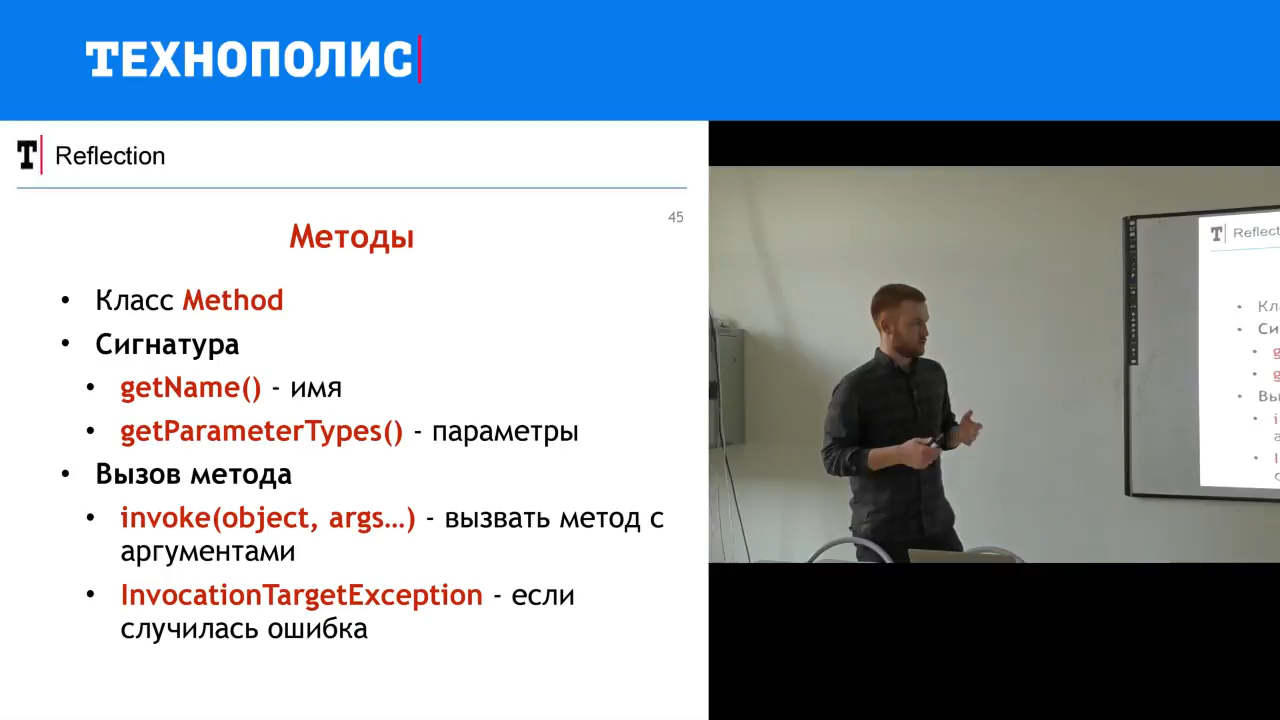 ТЕХНОПОЛИС
T Reflection
45
Методы
• Класс Method
• Сигнатура
• getName() - имя
• getParameterTypes() - параметры
• Вызов метода
• invoke(object, args…) - вызвать метод с
аргументами
• InvocationTargetException - если
случилась ошибка
T Reflect